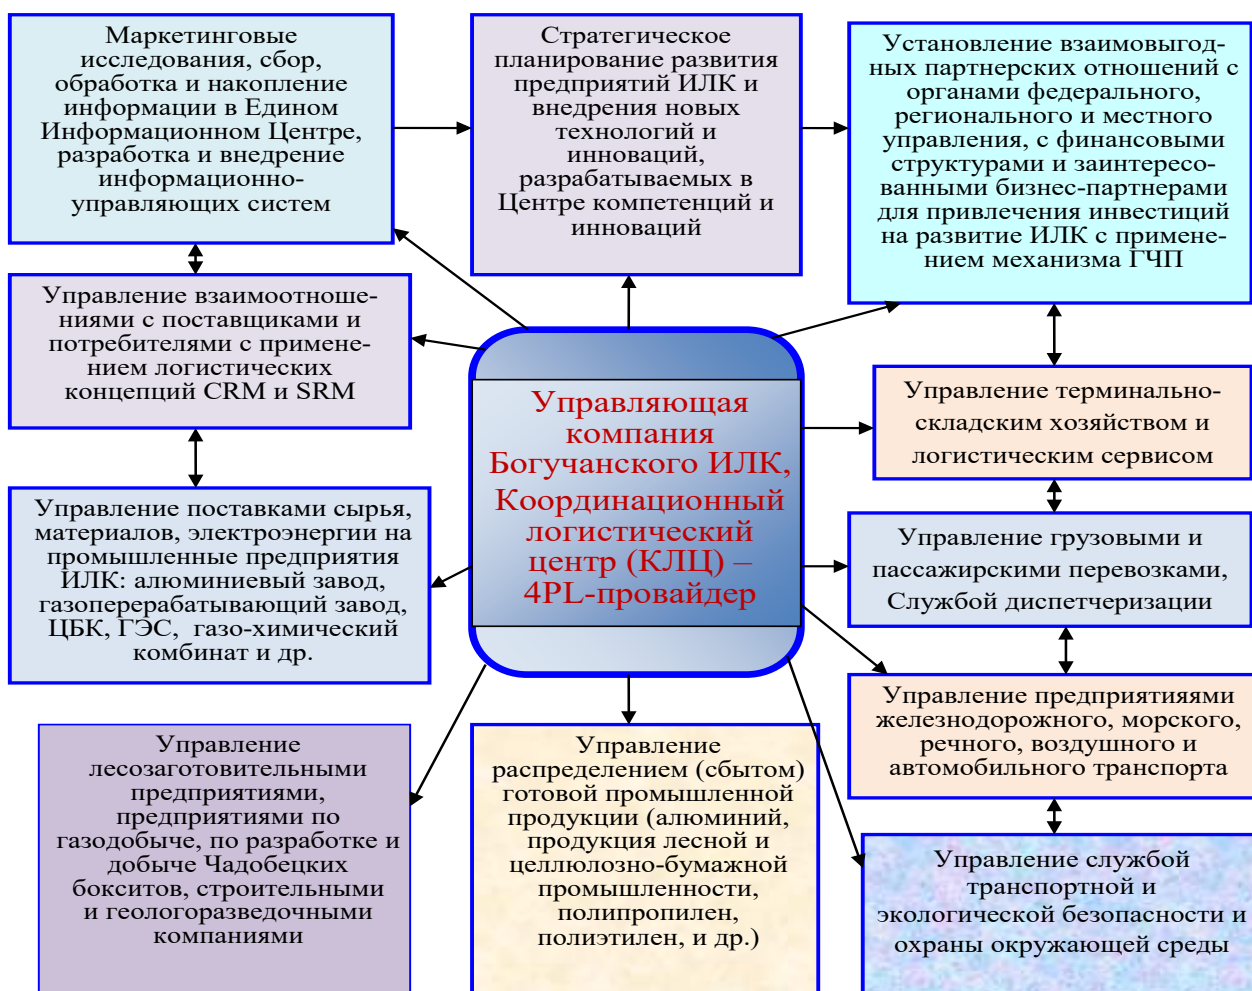 Маркетинговые
исследования, сбор,
обработка и накопление
информации в Едином
Информационном Центре,
разработка и внедрение
информационно-
управляющих систем
Стратегическое
планирование развития
предприятий ИЛК и
внедрения новых
технологий и
инноваций,
разрабатываемых в
Центре компетенций и
инноваций
Установление взаимовыгод-
ных партнерских отношений с
органами федерального,
регионального и местного
управления, с финансовыми
структурами и заинтересо-
ванными бизнес-партнерами
для привлечения инвестиций
на развитие ИЛК с примене-
нием механизма ГЧП
Управление взаимоотноше-
ниями с поставщиками и
потребителями с примене-
нием логистических
концепций CRM и SRM
Управляющая
компания
Богучанского ИЛК,
Координационный
логистический
центр (КЛЦ) –
4PL-провайдер
Управление терминально-
складским хозяйством и
логистическим сервисом
Управление поставками сырья,
материалов, электроэнергии на
промышленные предприятия
ИЛК: алюминиевый завод,
газоперерабатывающий завод,
ЦБК, ГЭС, газо-химический
комбинат и др.
Управление грузовыми и
пассажирскими перевозками,
Службой диспетчеризации
Управление предприятияями
железнодорожного, морского,
речного, воздушного и
автомобильного транспорта
Управление
лесозаготовительными
предприятиями,
предприятиями по
газодобыче, по разработке и
добыче Чадобецких
бокситов, строительными
и геологоразведочными
компаниями
Управление
распределением (сбытом)
готовой промышленной
продукции (алюминий,
продукция лесной и
целлюлозно-бумажной
промышленности,
полипропилен,
полиэтилен, и др.)
Управление службой
транспортной и
экологической безопасности и
охраны окружающей среды